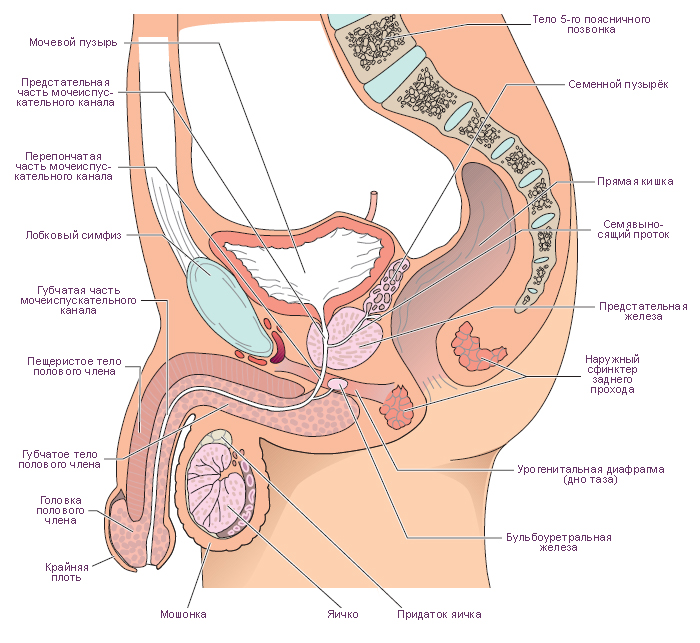 Мочевой пузырь
Предстательная
часть мочеиспус-
кательного канала
Перепончатая
часть мочеиспус-
кательного канала
Лобковый симфиз
Губчатая часть
мочеиспускательного
канала
Пещеристое тело
полового члена
Губчатое тело
полового члена
Головка
полового
члена
Крайняя
плоть
Мошонка
Яичко
Придаток яичка
Тело 5-го поясничного
позвонка
Семенной пузырёк
Прямая кишка
Семявыно-
сящий проток
Предстательная
железа
Наружный
сфинктер
заднего
прохода
Урогенитальная диафрагма
(дно таза)
Бульбоуретральная
железа